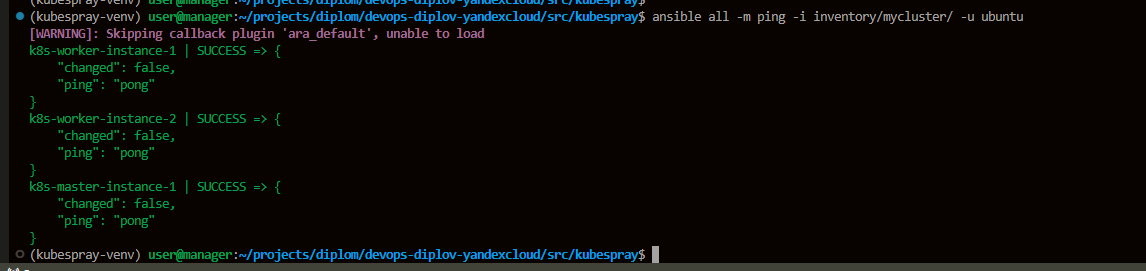 (kubespray-venv) user@manager:~/projects/diplom/devops-diplov-yandexcloud/src/kubespray$
(kubespray-venv) user@manager:~/projects/diplom/devops-diplov-yandexcloud/src/kubespray$ ansible all -m ping -i inventory/mycluster/ -u ubuntu
[WARNING]: Skipping callback plugin 'ara_default', unable to load
k8s-worker-instance-1 | SUCCESS => {
    "changed": false,
    "ping": "pong"
}
k8s-worker-instance-2 | SUCCESS => {
    "changed": false,
    "ping": "pong"
}
k8s-master-instance-1 | SUCCESS => {
    "changed": false,
    "ping": "pong"
}
(kubespray-venv) user@manager:~/projects/diplom/devops-diplov-yandexcloud/src/kubespray$